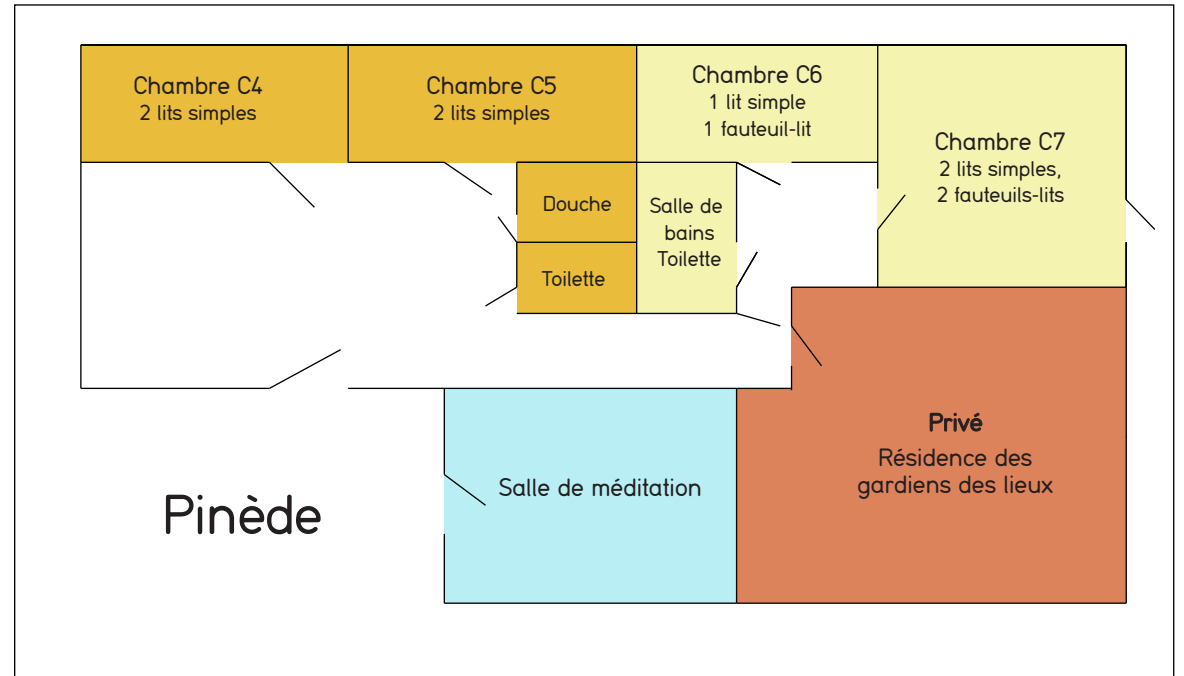 Chambre C4
2 lits simples
Chambre C5
2 lits simples
Chambre C6
1 lit simple
1 fauteuil-lit
Chambre C7
2 lits simples,
2 fauteuils-lits
Douche
Toilette
Salle de
bains
Toilette
Privé
Résidence des
gardiens des lieux
Salle de méditation
Pinède